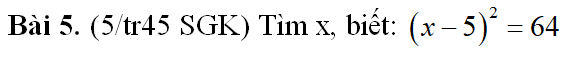 Bài 5. (5/tr45 SGK) Tìm x, biết: (x − 5)² = 64